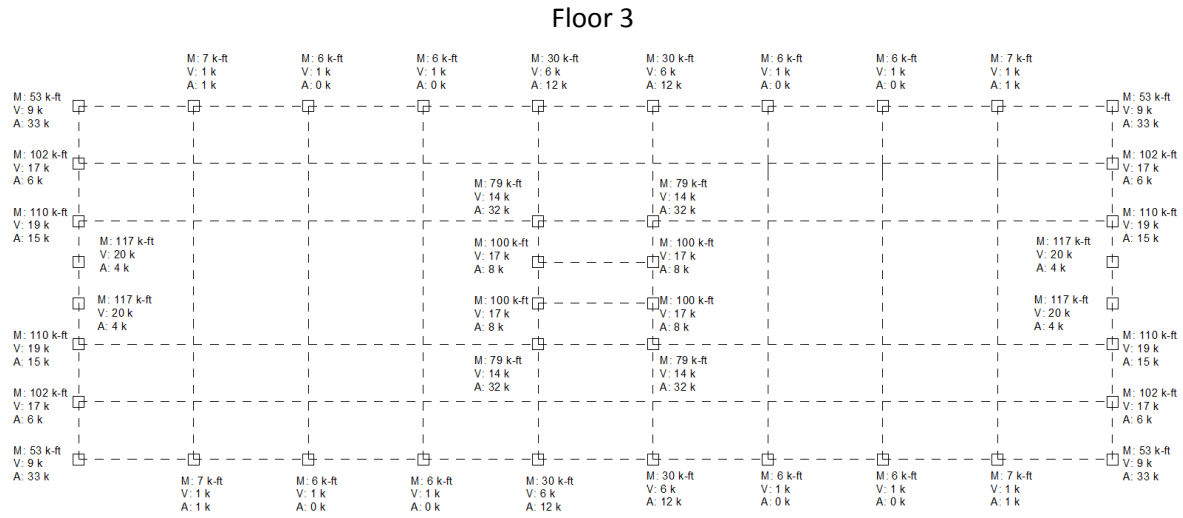 Floor 3
M: 7 k-ft
V: 1 k
A: 1 k
M: 6 k-ft
V: 1 k
A: 0 k
M: 6 k-ft
V: 1 k
A: 0 k
M: 30 k-ft
V: 6 k
A: 12 k
M: 30 k-ft
V: 6 k
A: 12 k
M: 6 k-ft
V: 1 k
A: 0 k
M: 6 k-ft
V: 1 k
A: 0 k
M: 7 k-ft
V: 1 k
A: 1 k
M: 53 k-ft
V: 9 k
A: 33 k
M: 53 k-ft
V: 9 k
A: 33 k
M: 102 k-ft
V: 17 k
A: 6 k
M: 102 k-ft
V: 17 k
A: 6 k
M: 79 k-ft
V: 14 k
A: 32 k
M: 79 k-ft
V: 14 k
A: 32 k
M: 110 k-ft
V: 19 k
A: 15 k
M: 110 k-ft
V: 19 k
A: 15 k
M: 117 k-ft
V: 20 k
A: 4 k
M: 100 k-ft
V: 17 k
A: 8 k
M: 100 k-ft
V: 17 k
A: 8 k
M: 117 k-ft
V: 20 k
A: 4 k
M: 117 k-ft
V: 20 k
A: 4 k
M: 100 k-ft
V: 17 k
A: 8 k
M: 100 k-ft
V: 17 k
A: 8 k
M: 117 k-ft
V: 20 k
A: 4 k
M: 110 k-ft
V: 19 k
A: 15 k
M: 79 k-ft
V: 14 k
A: 32 k
M: 79 k-ft
V: 14 k
A: 32 k
M: 110 k-ft
V: 19 k
A: 15 k
M: 102 k-ft
V: 17 k
A: 6 k
M: 102 k-ft
V: 17 k
A: 6 k
M: 53 k-ft
V: 9 k
A: 33 k
M: 53 k-ft
V: 9 k
A: 33 k
M: 7 k-ft
V: 1 k
A: 1 k
M: 6 k-ft
V: 1 k
A: 0 k
M: 6 k-ft
V: 1 k
A: 0 k
M: 30 k-ft
V: 6 k
A: 12 k
M: 30 k-ft
V: 6 k
A: 12 k
M: 6 k-ft
V: 1 k
A: 0 k
M: 6 k-ft
V: 1 k
A: 0 k
M: 7 k-ft
V: 1 k
A: 1 k